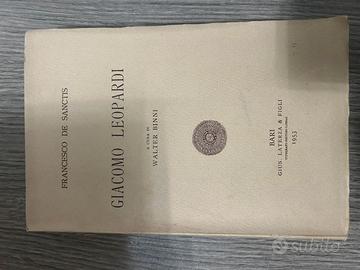 FRANCESCO DE SANCTIS
GIACOMO LEOPARDI
A CURA DI
WALTER BINNI
BARI
GIUS. LATERZA & FIGLI
1953
subito